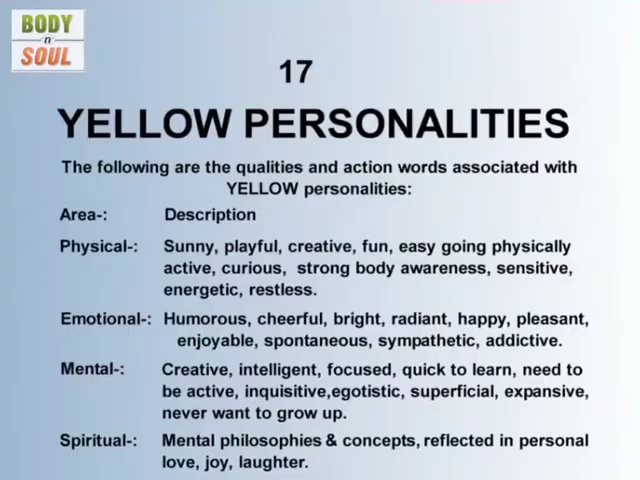 BODY
'n'
SOUL
17
YELLOW PERSONALITIES
The following are the qualities and action words associated with
YELLOW personalities:
Area-: Description
Physical-: Sunny, playful, creative, fun, easy going physically
active, curious, strong body awareness, sensitive,
energetic, restless.
Emotional-: Humorous, cheerful, bright, radiant, happy, pleasant,
enjoyable, spontaneous, sympathetic, addictive.
Mental-: Creative, intelligent, focused, quick to learn, need to
be active, inquisitive,egotistic, superficial, expansive,
never want to grow up.
Spiritual-: Mental philosophies & concepts, reflected in personal
love, joy, laughter.